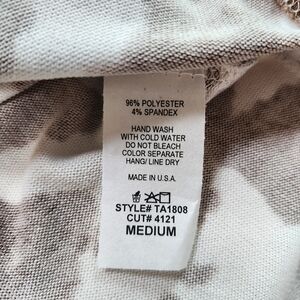 96% POLYESTER
4% SPANDEX
HAND WASH
WITH COLD WATER
DO NOT BLEACH
COLOR SEPARATE
HANG/ LINE DRY
MADE IN U.S.A.
STYLE# TA1808
CUT# 4121
MEDIUM